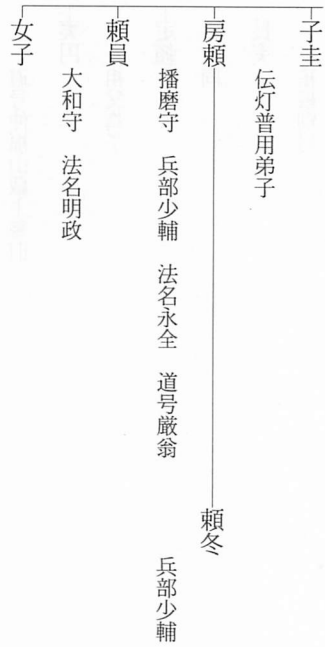 子圭
伝灯普用弟子
房頼
播磨守 兵部少輔 法名永全 道号厳翁
頼冬
兵部少輔
頼員
大和守 法名明政
女子